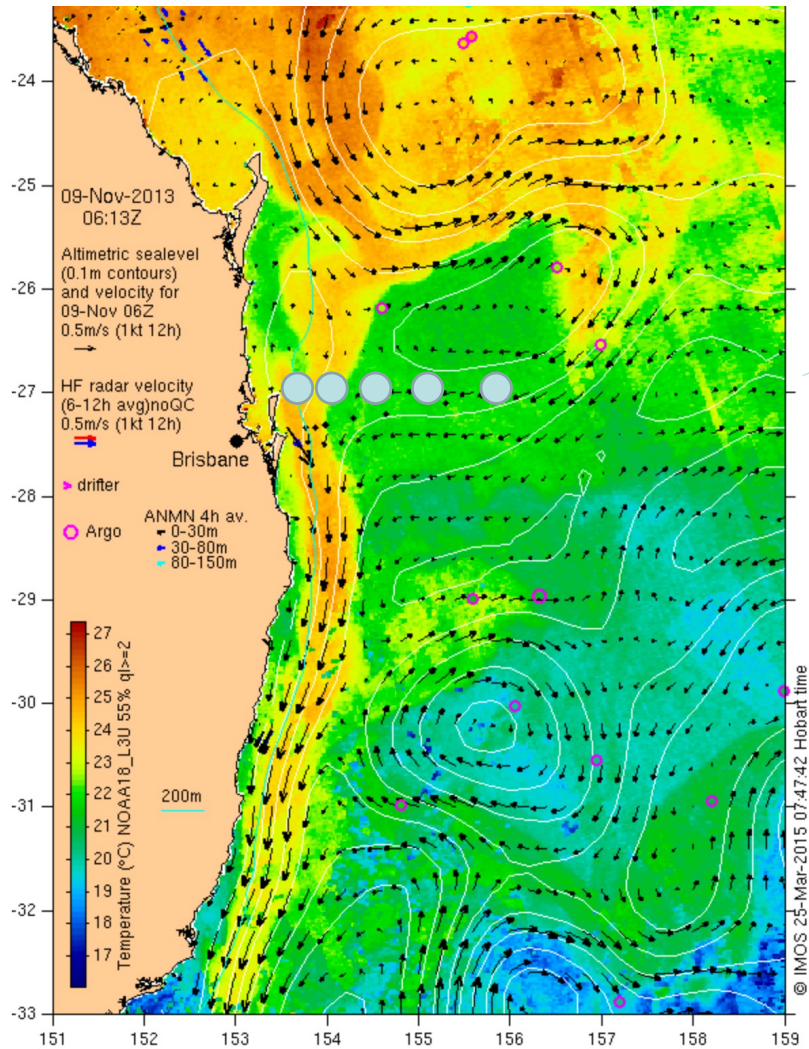 -24
-25
-26
-27
-28
-29
-30
-31
-32
-33
09-Nov-2013
06:13Z
Altimetric sealevel
(0.1m contours)
and velocity for
09-Nov 06Z
0.5m/s (1kt 12h)
HF radar velocity
(6-12h avg)noQC
0.5m/s (1kt 12h)
Brisbane
drifter
Argo
ANMN 4h av.
0-30m
30-80m
80-150m
27
26
25
24
23
22
21
20
19
18
17
Temperature (°C) NOAA18_L3U 55% ql>=2
200m
151 152 153 154 155 156 157 158 159
© IMOS 25-Mar-2015 07:47:42 Hobart time